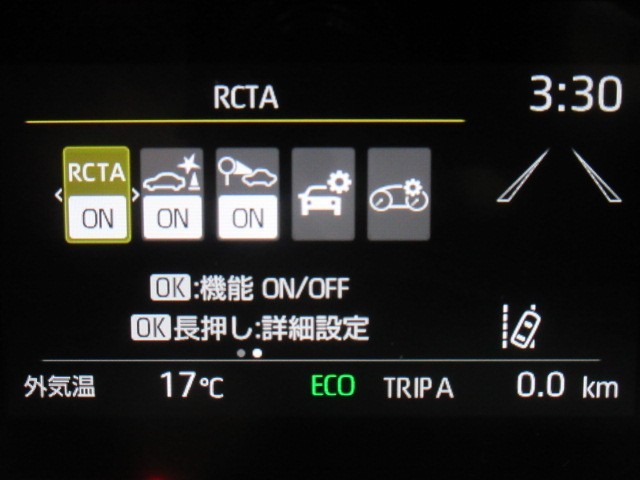 RCTA
3:30
RCTA
ON ON ON
OK:機能 ON/OFF
OK長押し:詳細設定
外気温 17℃ ECO TRIP A 0.0 km